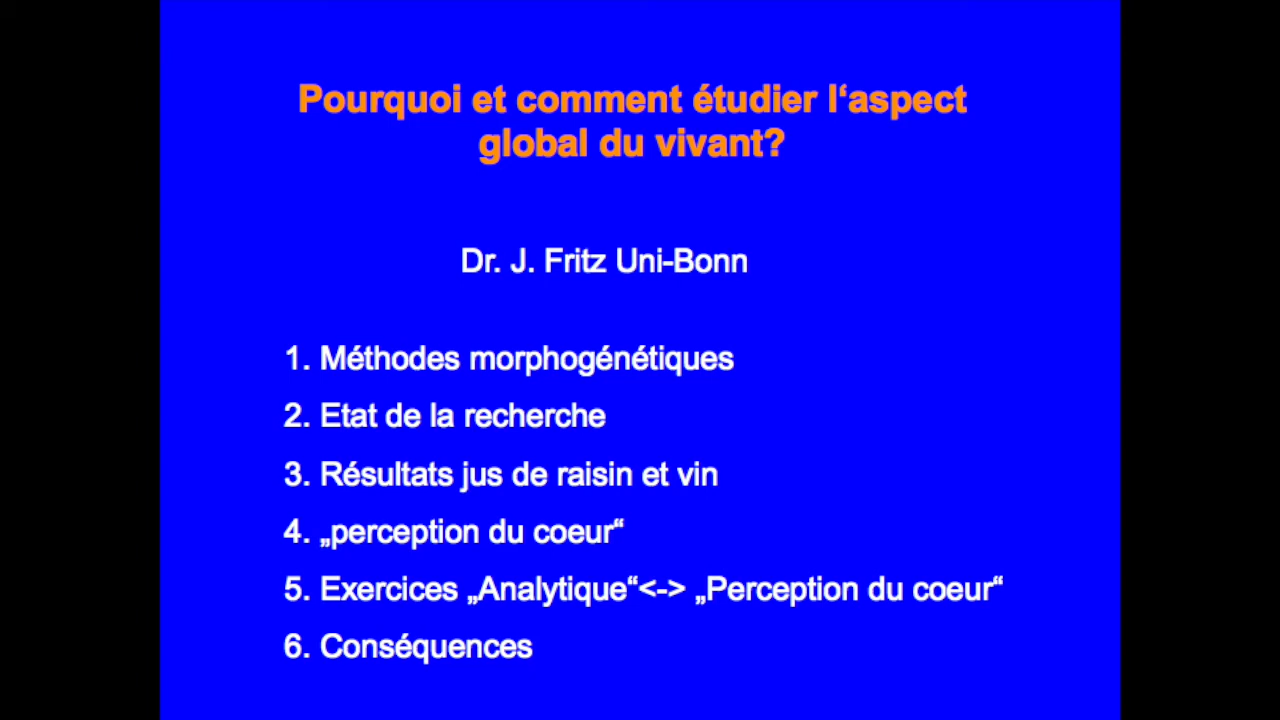 Pourquoi et comment étudier l‘aspect
global du vivant?
Dr. J. Fritz Uni-Bonn
1. Méthodes morphogénétiques
2. Etat de la recherche
3. Résultats jus de raisin et vin
4. „perception du coeur“
5. Exercices „Analytique“<-> „Perception du coeur“
6. Conséquences